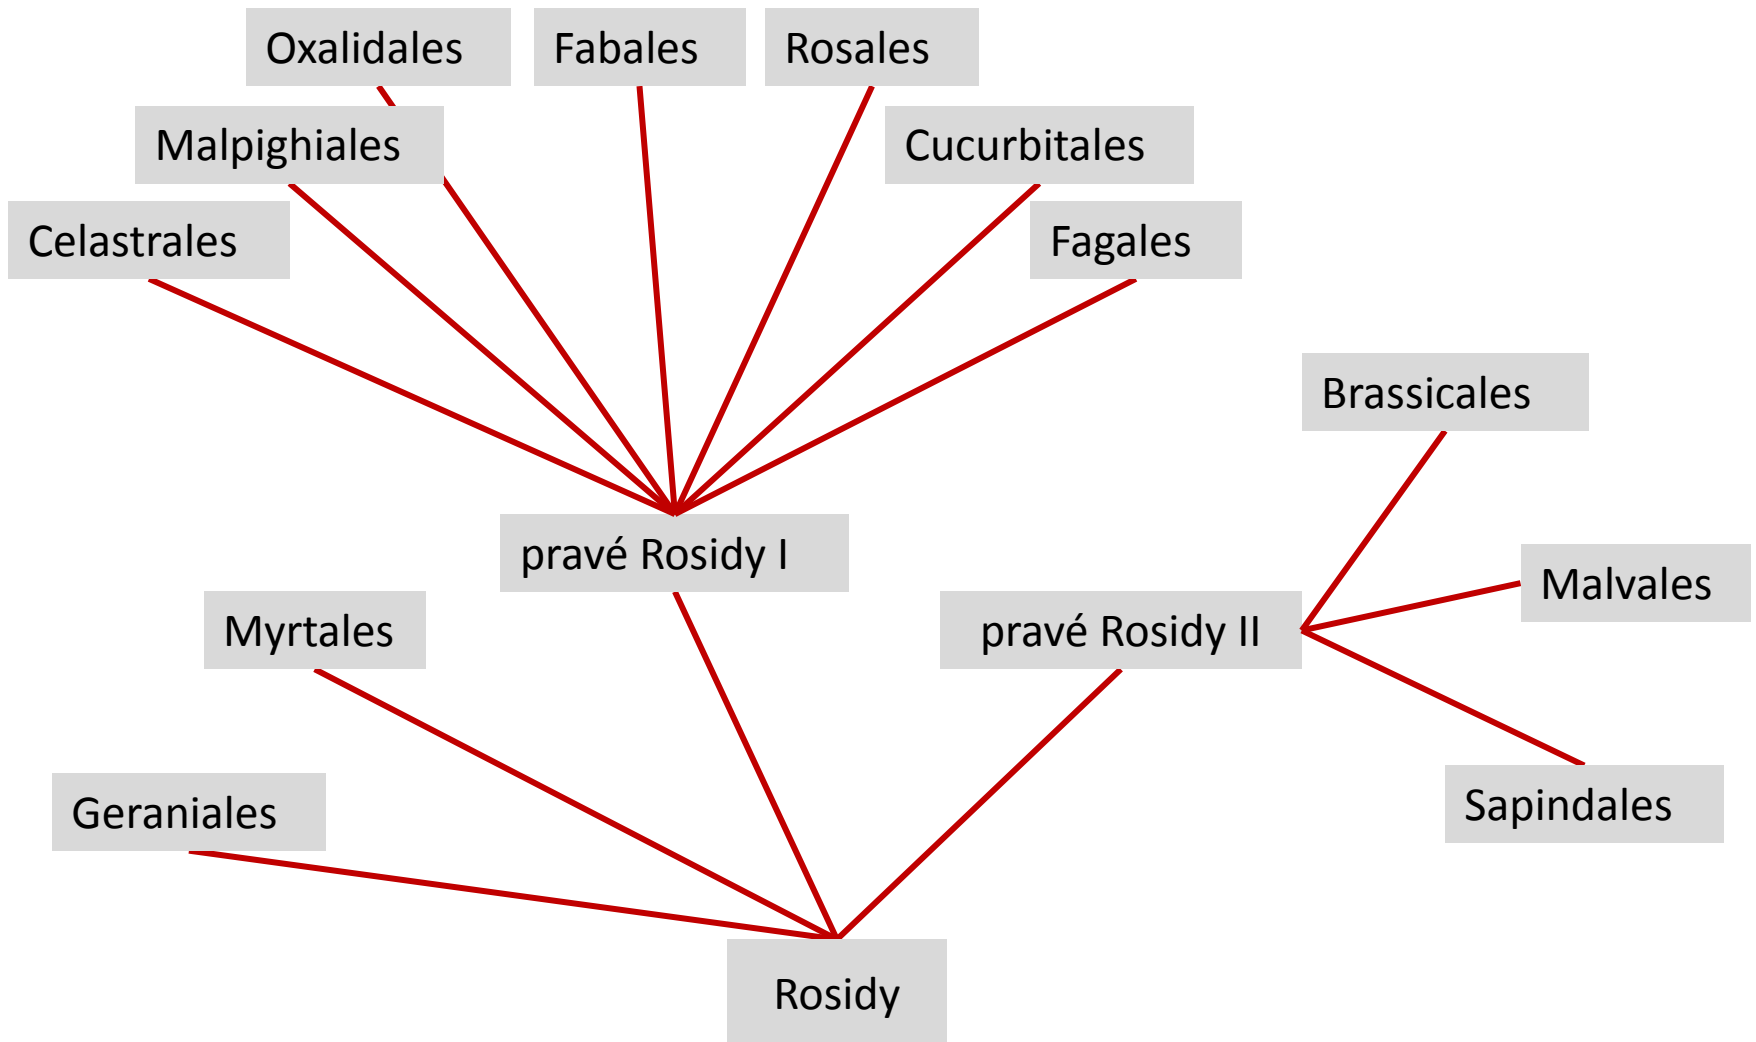 Oxalidales
Fabales
Rosales
Malpighiales
Cucurbitales
Celastrales
Fagales
Brassicales
pravé Rosidy I
Malvales
Myrtales
pravé Rosidy II
Geraniales
Sapindales
Rosidy